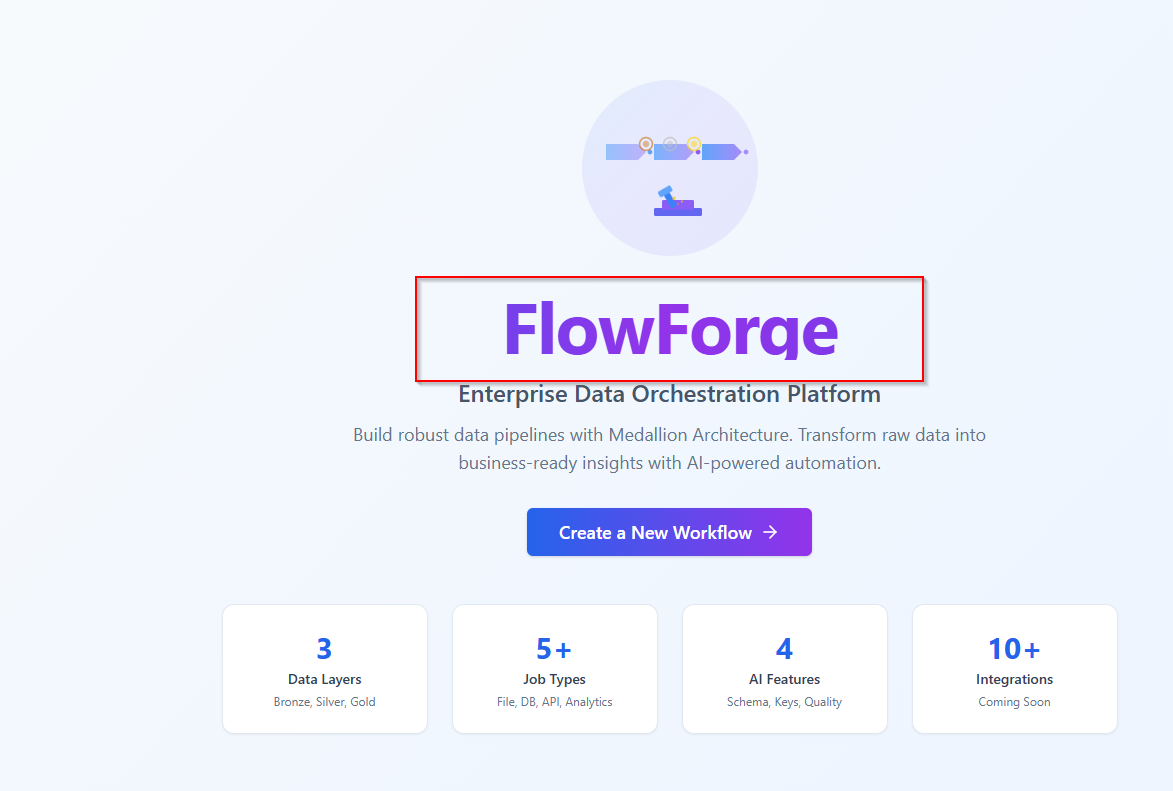 FlowForge
Enterprise Data Orchestration Platform
Build robust data pipelines with Medallion Architecture. Transform raw data into
business-ready insights with AI-powered automation.
Create a New Workflow →
3
Data Layers
Bronze, Silver, Gold
5+
Job Types
File, DB, API, Analytics
4
AI Features
Schema, Keys, Quality
10+
Integrations
Coming Soon